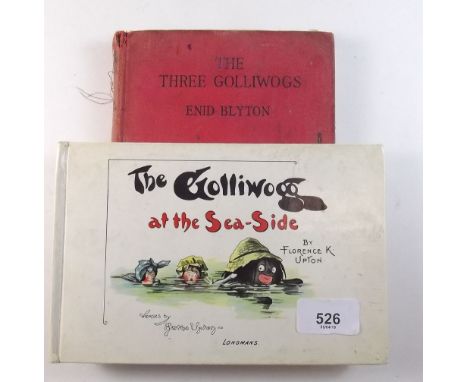 THE
THREE GOLLIWOGS
ENID BLYTON
The Golliwogg
at the Sea-Side
BY
FLORENCE K.
UPTON
Verses by
Bertha Upton
LONGMANS
526